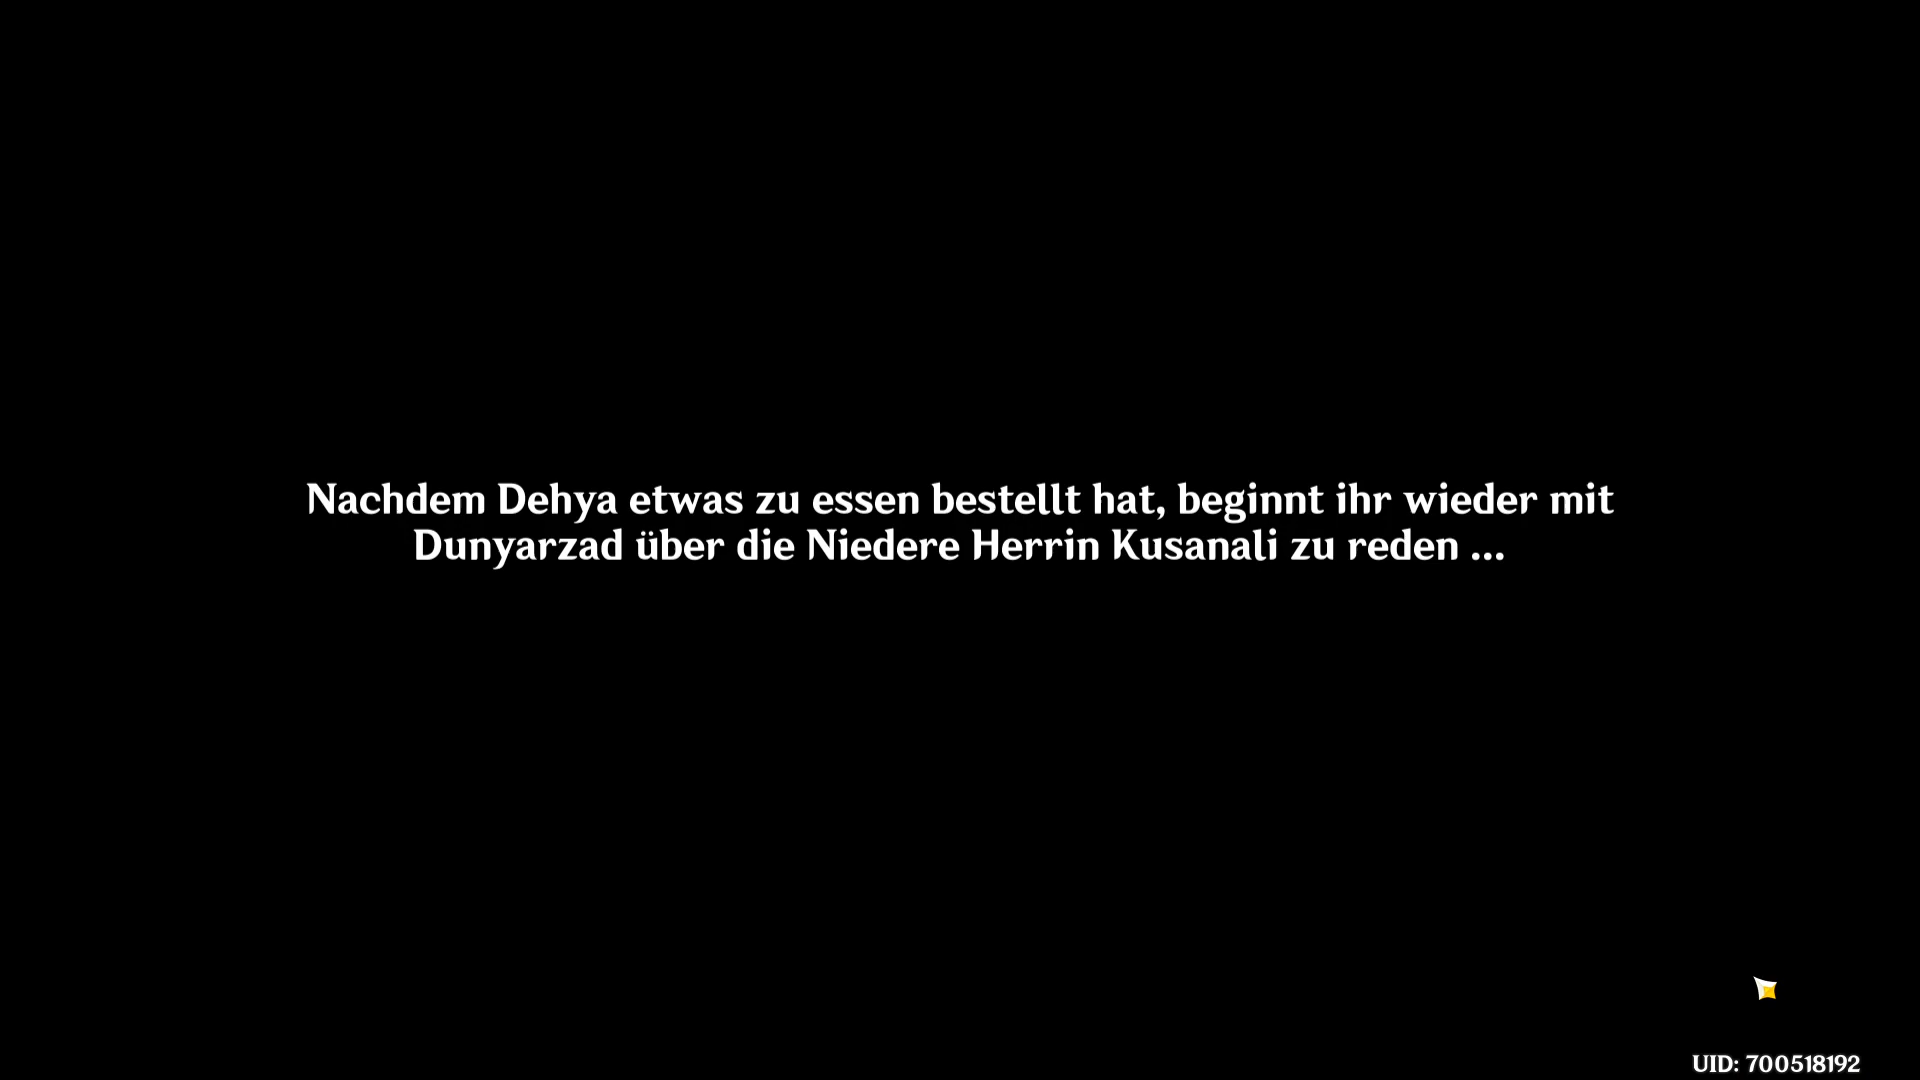 Nachdem Dehya etwas zu essen bestellt hat, beginnt ihr wieder mit
Dunyarzad über die Niedere Herrin Kusanali zu reden ...
UID: 700518192